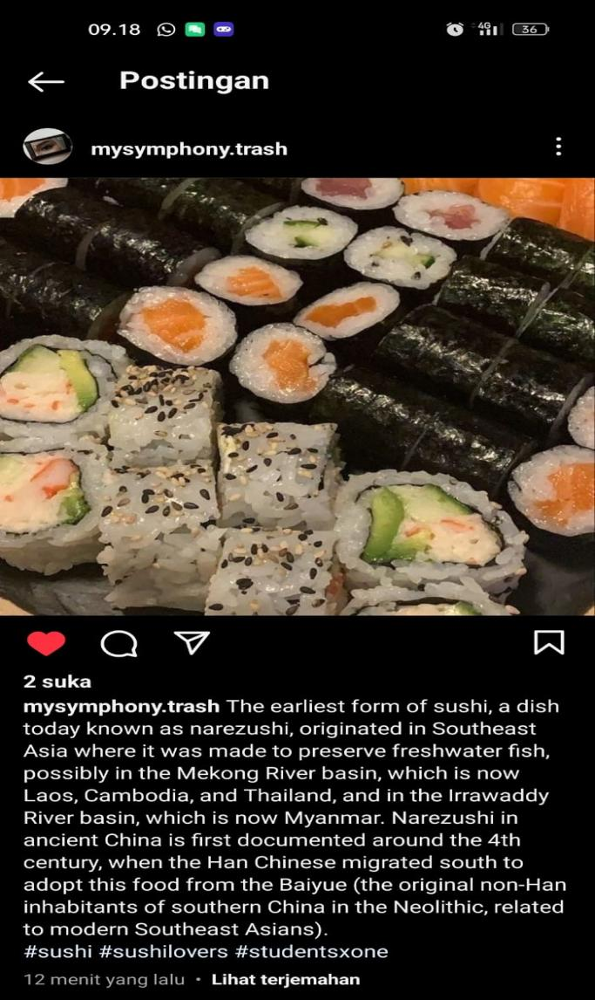 09.18
4G
36
Postingan
mysymphony.trash
2 suka
mysymphony.trash The earliest form of sushi, a dish
today known as narezushi, originated in Southeast
Asia where it was made to preserve freshwater fish,
possibly in the Mekong River basin, which is now
Laos, Cambodia, and Thailand, and in the Irrawaddy
River basin, which is now Myanmar. Narezushi in
ancient China is first documented around the 4th
century, when the Han Chinese migrated south to
adopt this food from the Baiyue (the original non-Han
inhabitants of southern China in the Neolithic, related
to modern Southeast Asians).
#sushi #sushilovers #studentsxone
12 menit yang lalu • Lihat terjemahan